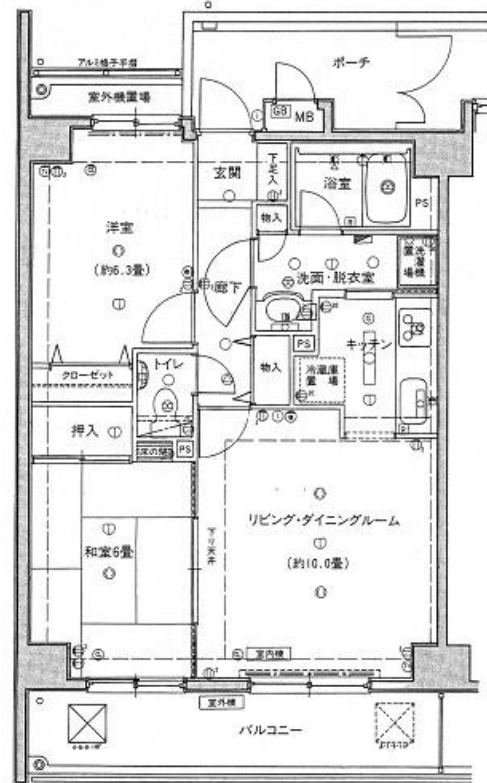 アルミ格子手摺
ポーチ
室外機置場
GB
MB
玄関
下足入
浴室
PS
洋室
(約6.3畳)
物入
廊下
洗面・脱衣室
洗濯機置場
クローゼット
トイレ
物入
PS
キッチン
冷蔵庫置場
押入
PS
リビング・ダイニングルーム
(約10.0畳)
下り天井
和室6畳
室内機
室外機
バルコニー